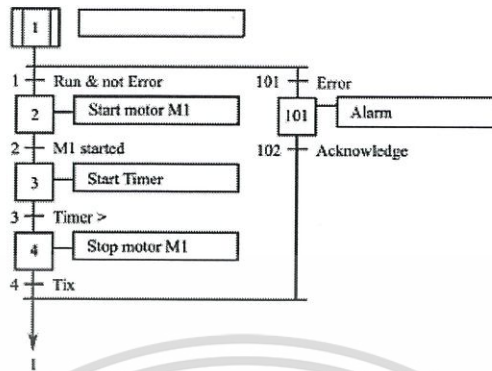 1
1 Run & not Error
101 Error
2 Start motor M1
101 Alarm
2 M1 started
102 Acknowledge
3 Start Timer
3 Timer >
4 Stop motor M1
4 Tix
1